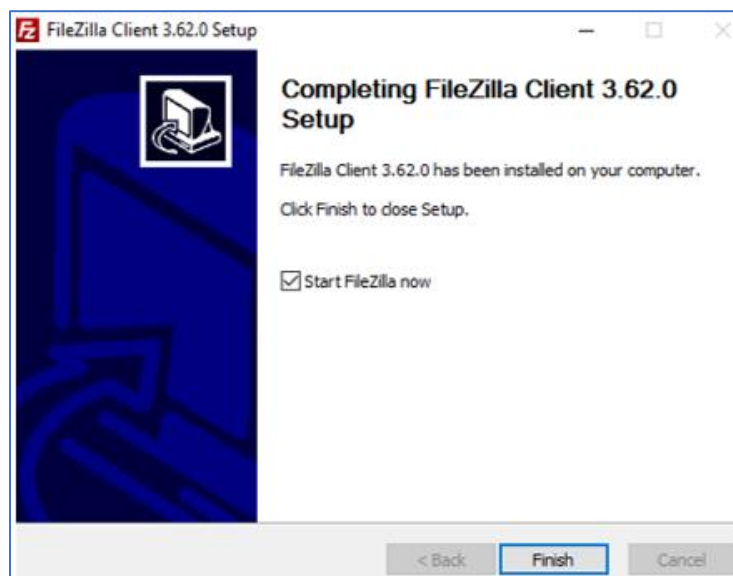 Fz FileZilla Client 3.62.0 Setup
Completing FileZilla Client 3.62.0
Setup
FileZilla Client 3.62.0 has been installed on your computer.
Click Finish to close Setup.
Start FileZilla now
< Back Finish Cancel